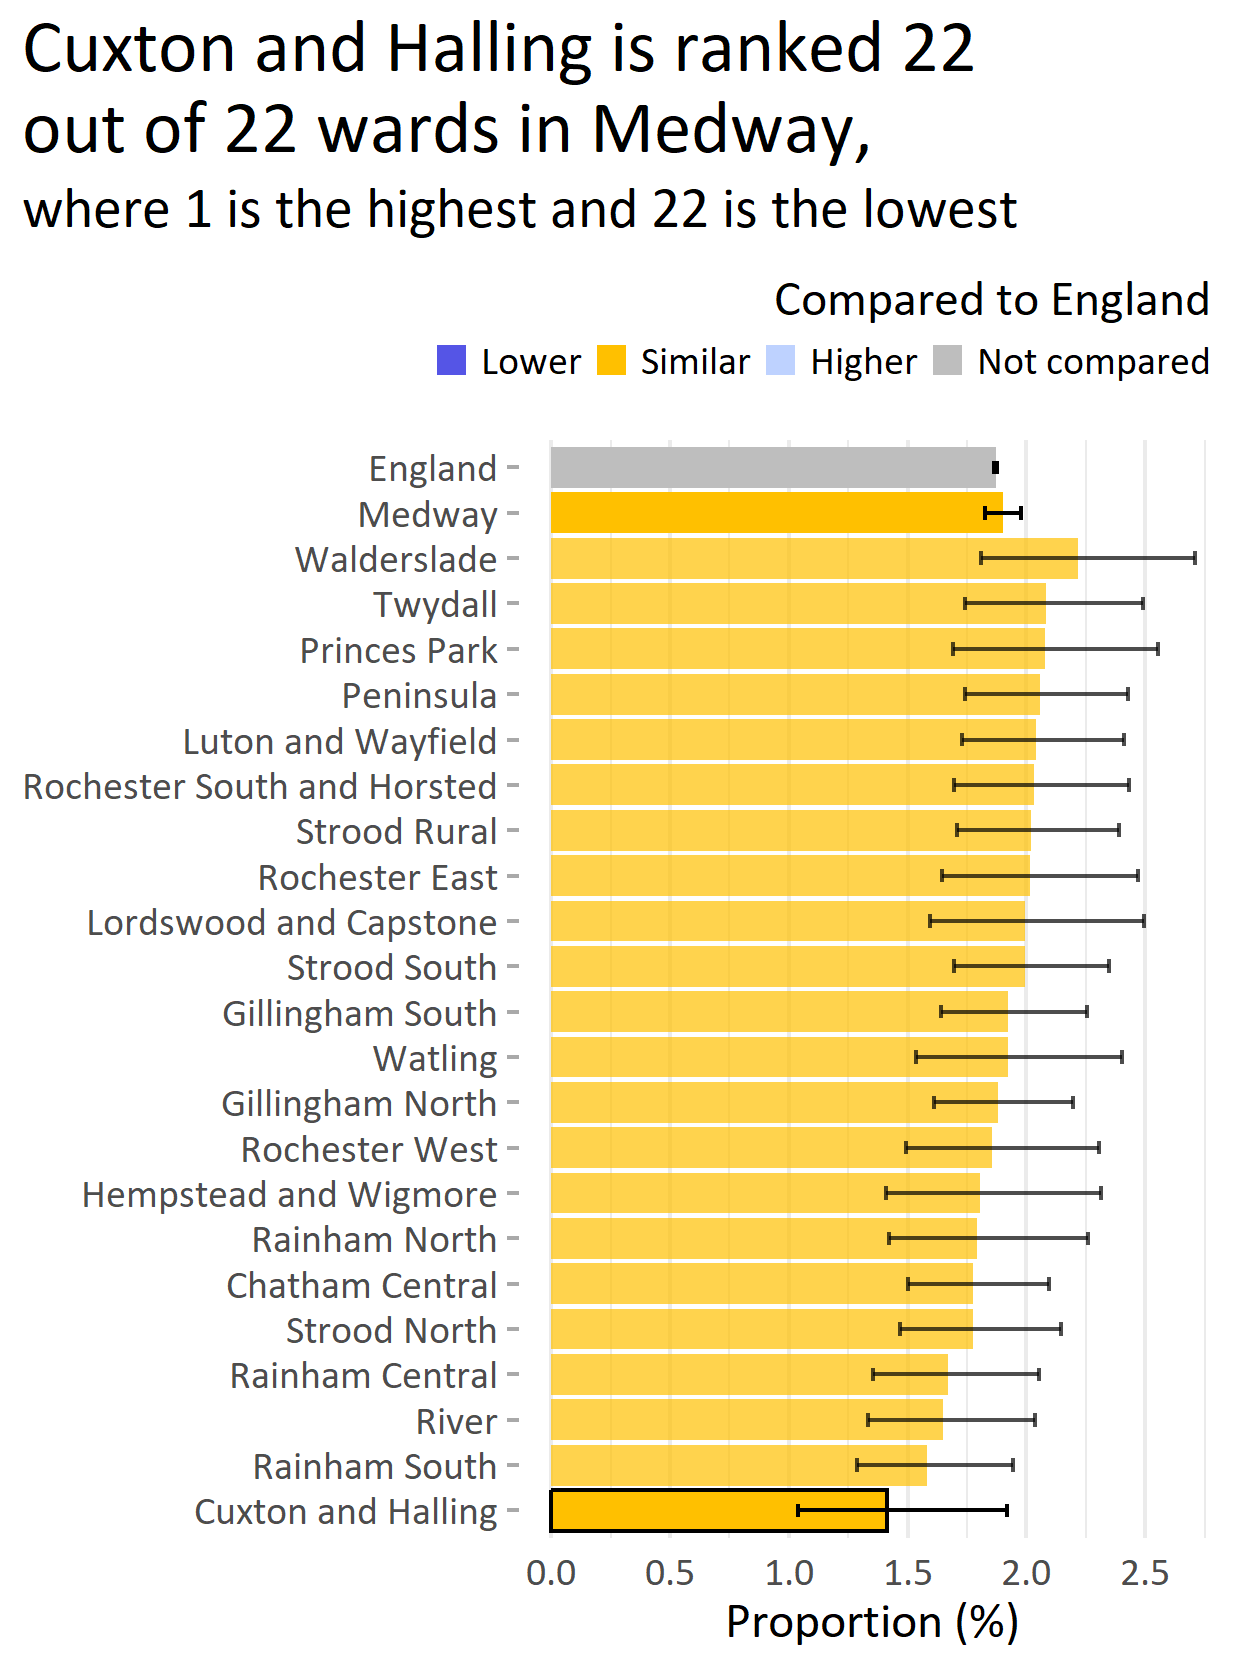 Cuxton and Halling is ranked 22
out of 22 wards in Medway,
where 1 is the highest and 22 is the lowest
Compared to England
Lower Similar Higher Not compared
England
Medway
Walderslade
Twydall
Princes Park
Peninsula
Luton and Wayfield
Rochester South and Horsted
Strood Rural
Rochester East
Lordswood and Capstone
Strood South
Gillingham South
Watling
Gillingham North
Rochester West
Hempstead and Wigmore
Rainham North
Chatham Central
Strood North
Rainham Central
River
Rainham South
Cuxton and Halling
0.0 0.5 1.0 1.5 2.0 2.5
Proportion (%)